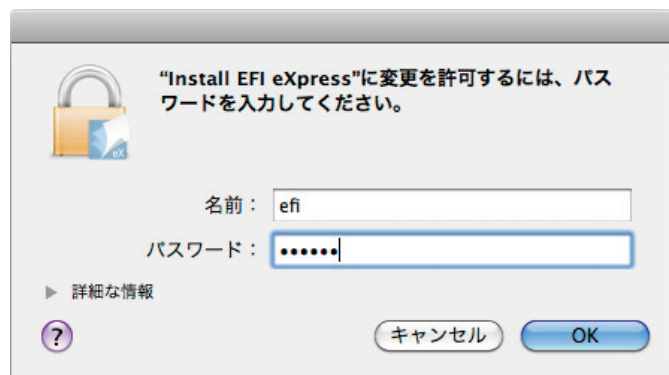 "Install EFI eXpress"に変更を許可するには、パス
ワードを入力してください。
eX
名前：
efi
パスワード：
••••••
▶ 詳細な情報
?
キャンセル
OK